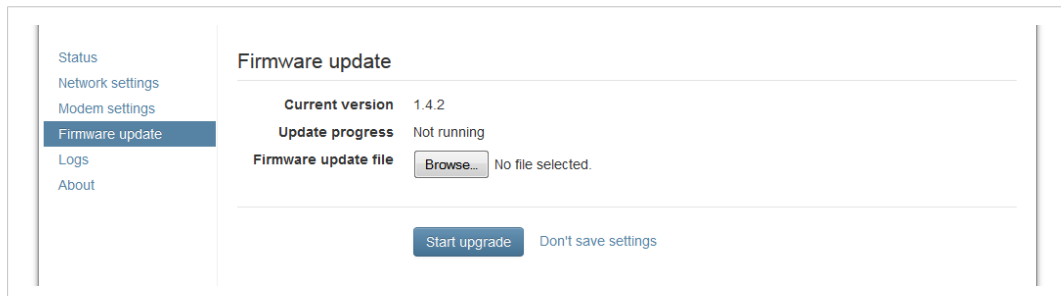 Status
Network settings
Modem settings
Firmware update
Logs
About
Firmware update
Current version 1.4.2
Update progress Not running
Firmware update file Browse... No file selected.
Start upgrade Don't save settings